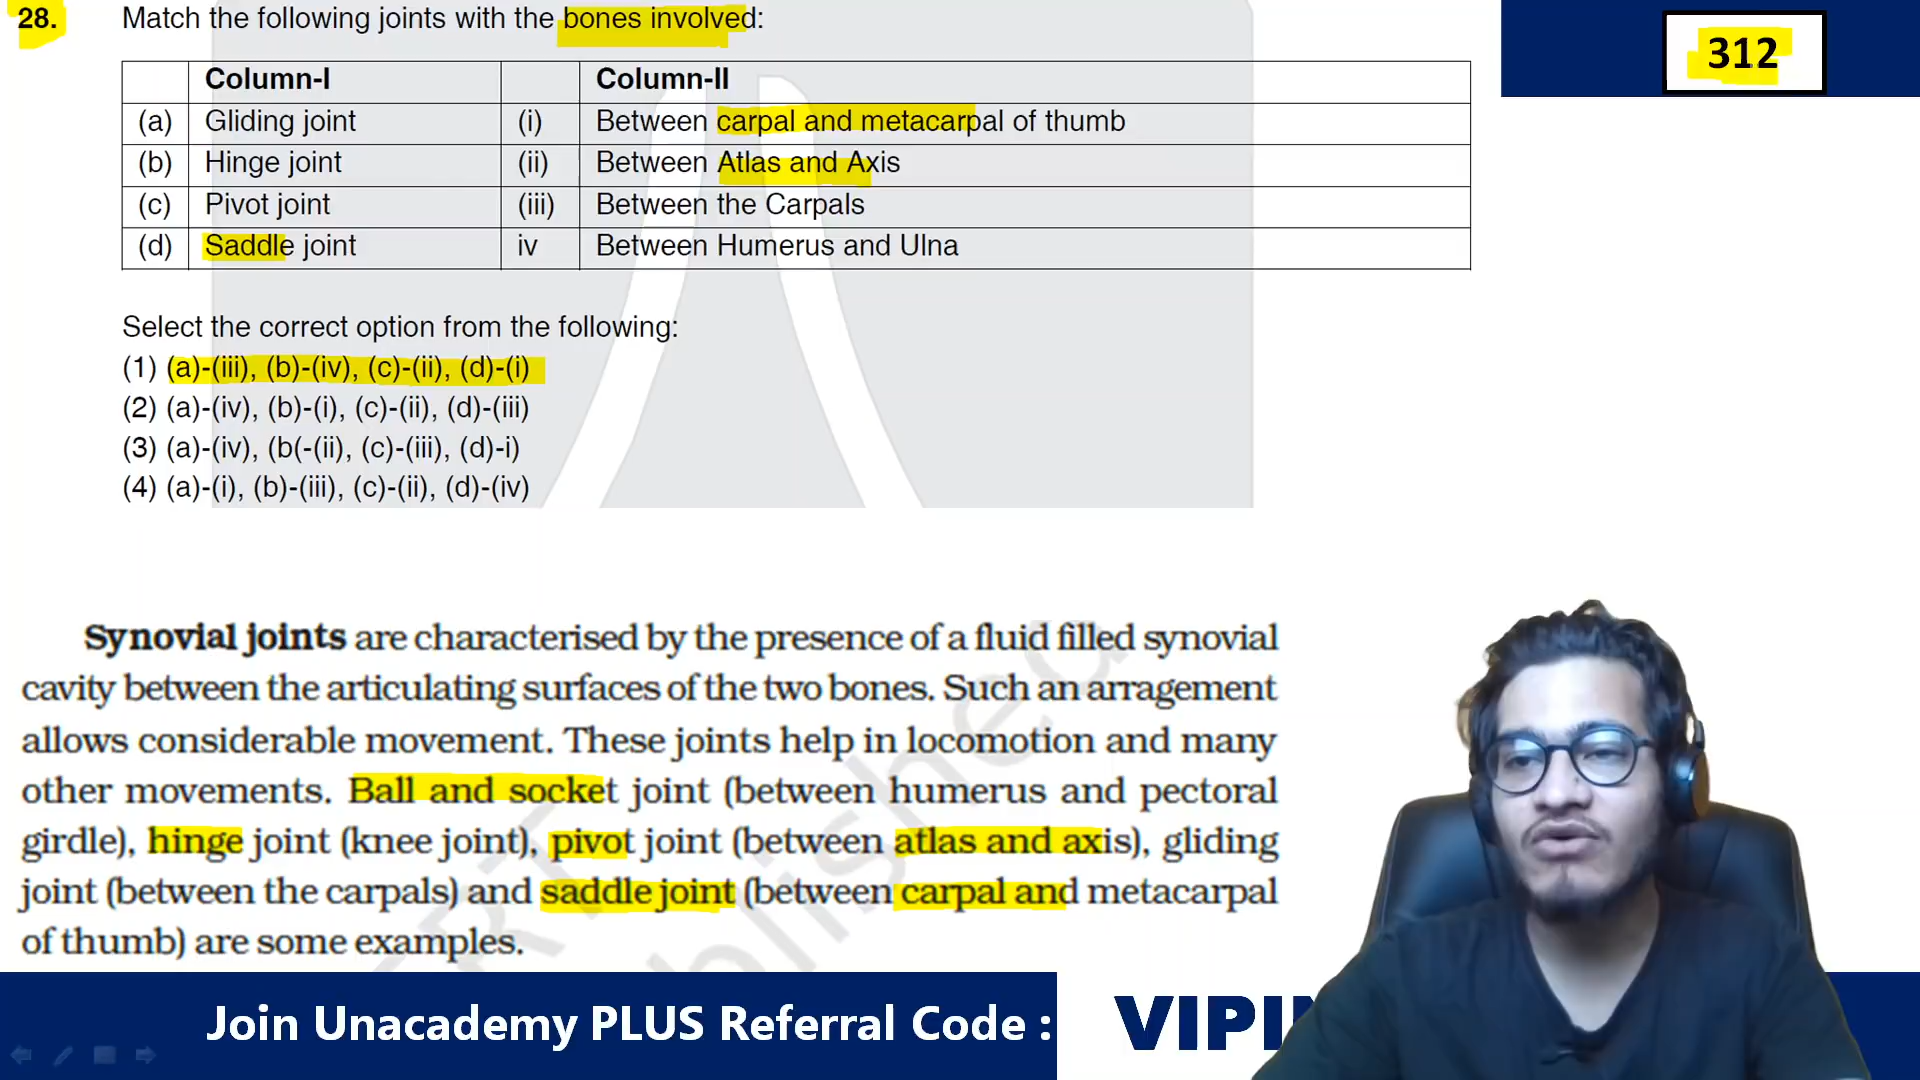 28. Match the following joints with the bones involved:
312
Column-I Column-II
(a) Gliding joint (i) Between carpal and metacarpal of thumb
(b) Hinge joint (ii) Between Atlas and Axis
(c) Pivot joint (iii) Between the Carpals
(d) Saddle joint iv Between Humerus and Ulna
Select the correct option from the following:
(1) (a)-(iii), (b)-(iv), (c)-(ii), (d)-(i)
(2) (a)-(iv), (b)-(i), (c)-(ii), (d)-(iii)
(3) (a)-(iv), (b(-(ii), (c)-(iii), (d)-i)
(4) (a)-(i), (b)-(iii), (c)-(ii), (d)-(iv)
Synovial joints are characterised by the presence of a fluid filled synovial
cavity between the articulating surfaces of the two bones. Such an arragement
allows considerable movement. These joints help in locomotion and many
other movements. Ball and socket joint (between humerus and pectoral
girdle), hinge joint (knee joint), pivot joint (between atlas and axis), gliding
joint (between the carpals) and saddle joint (between carpal and metacarpal
of thumb) are some examples.
Join Unacademy PLUS Referral Code :